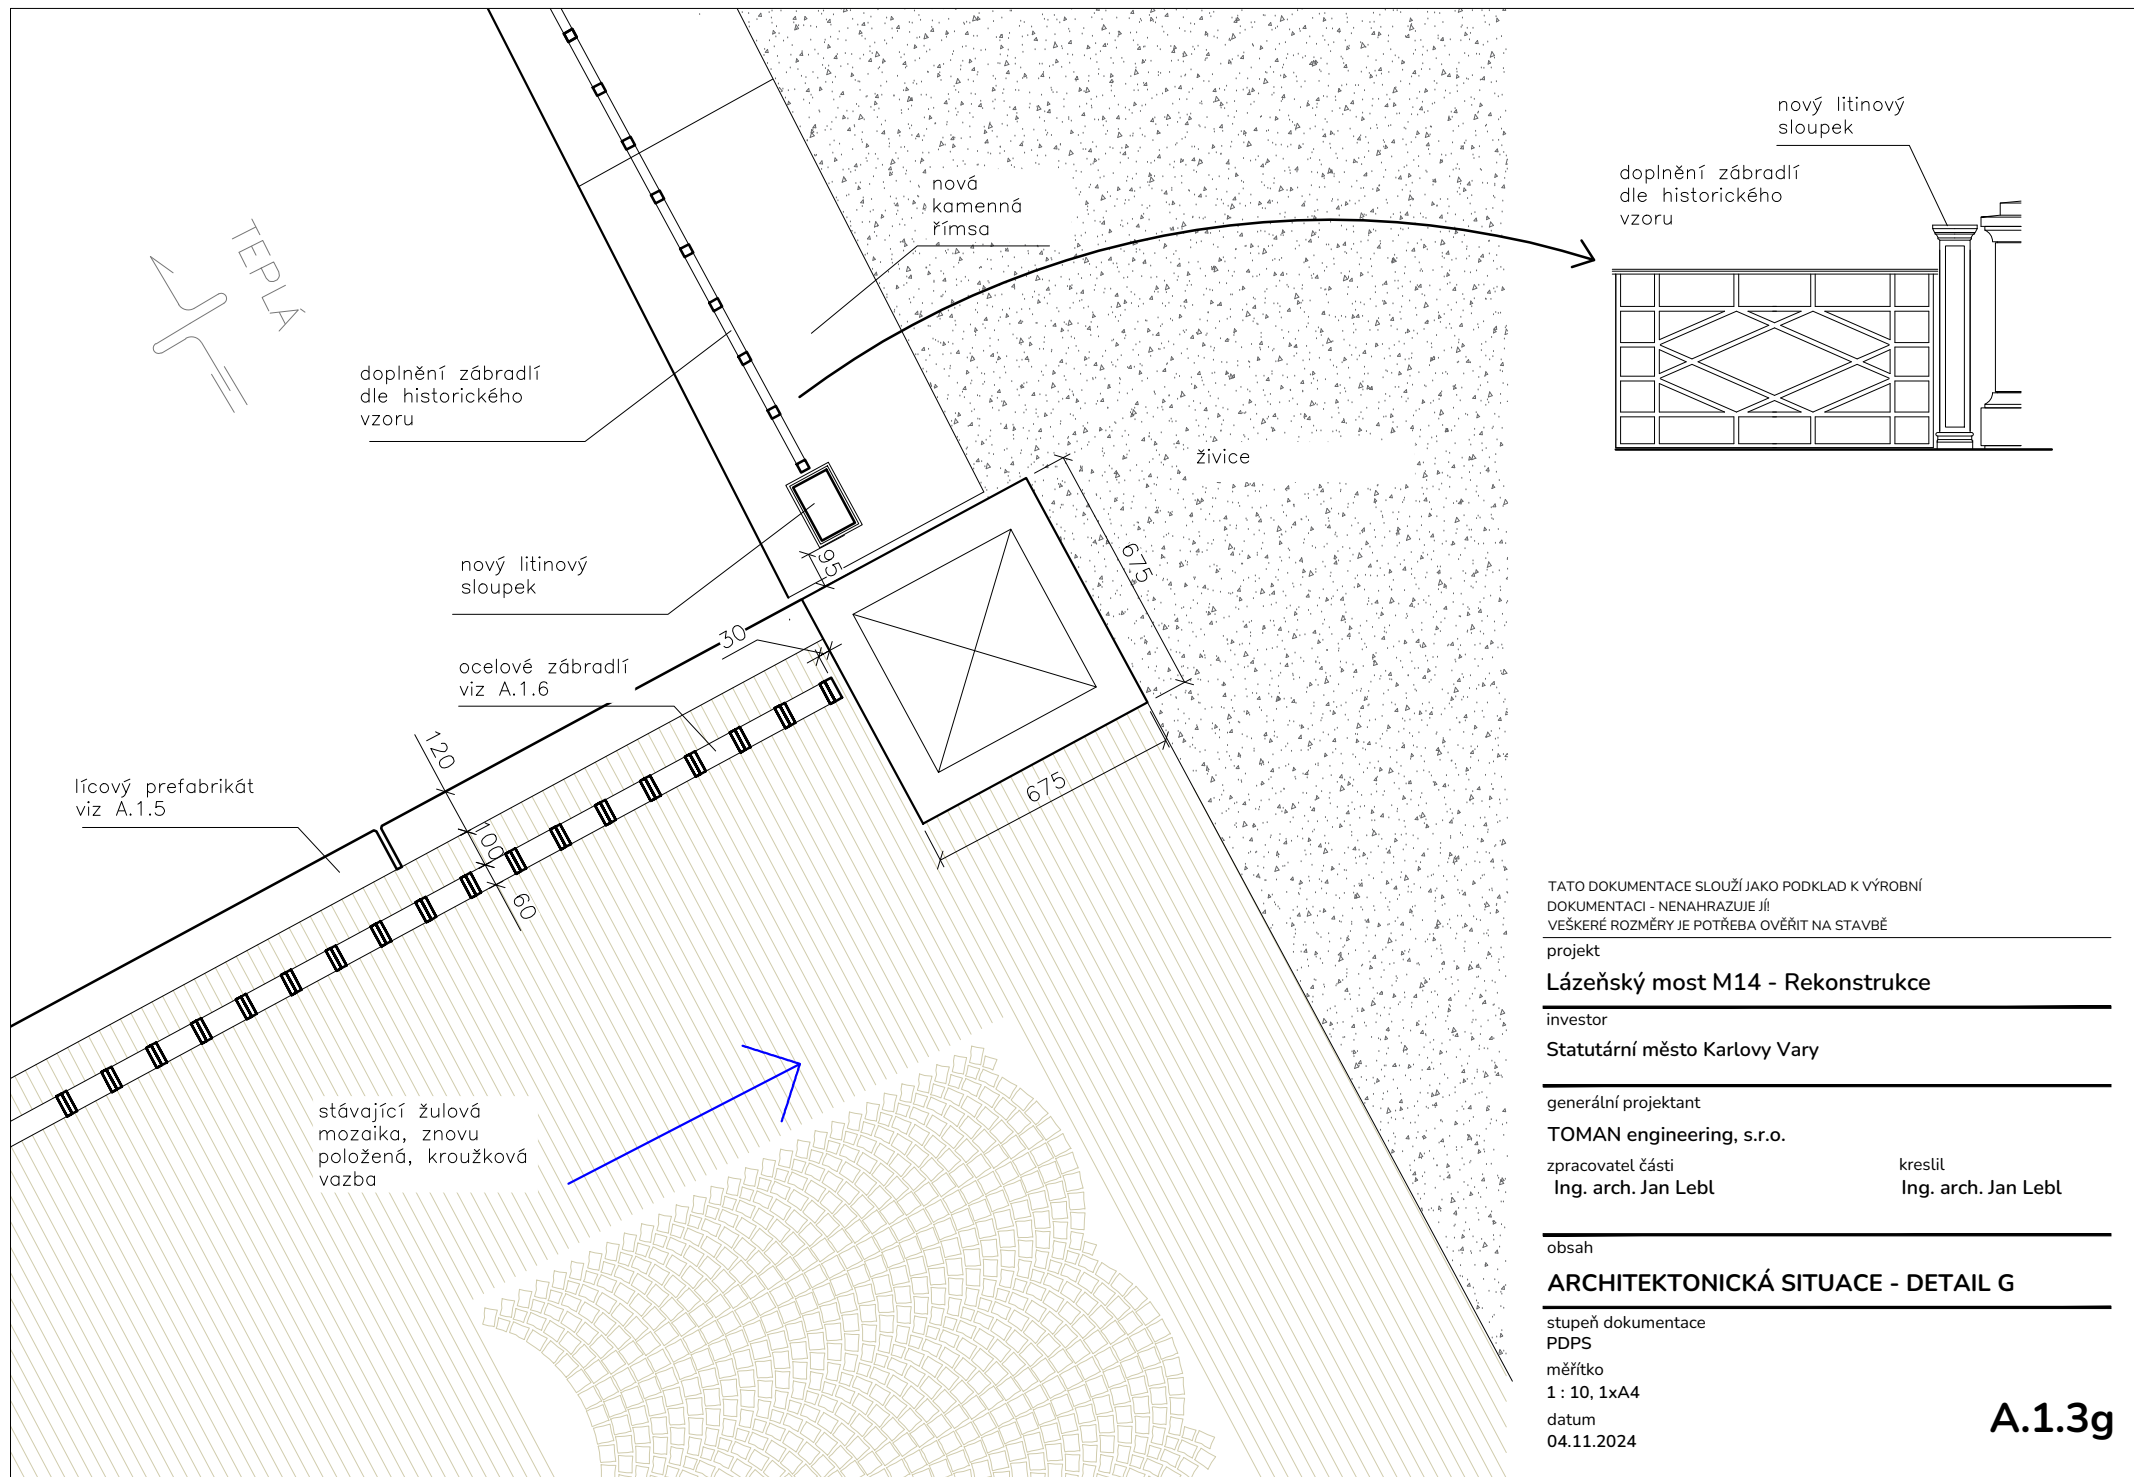 nový litinový
sloupek
doplnění zábradlí
dle historického
vzoru
nová
kamenná
římsa
TEPLÁ
doplnění zábradlí
dle historického
vzoru
živice
nový litinový
sloupek
95
675
30
ocelové zábradlí
viz A.1.6
120
lícový prefabrikát
viz A.1.5
675
100
60
stávající žulová
mozaika, znovu
položená, kroužková
vazba
TATO DOKUMENTACE SLOUŽÍ JAKO PODKLAD K VÝROBNÍ
DOKUMENTACI - NENAHRAZUJE JÍ!
VEŠKERÉ ROZMĚRY JE POTŘEBA OVĚŘIT NA STAVBĚ
projekt
Lázeňský most M14 - Rekonstrukce
investor
Statutární město Karlovy Vary
generální projektant
TOMAN engineering, s.r.o.
zpracovatel části kreslil
Ing. arch. Jan Lebl Ing. arch. Jan Lebl
obsah
ARCHITEKTONICKÁ SITUACE - DETAIL G
stupeň dokumentace
PDPS
měřítko
1 : 10, 1xA4
datum
04.11.2024
A.1.3g